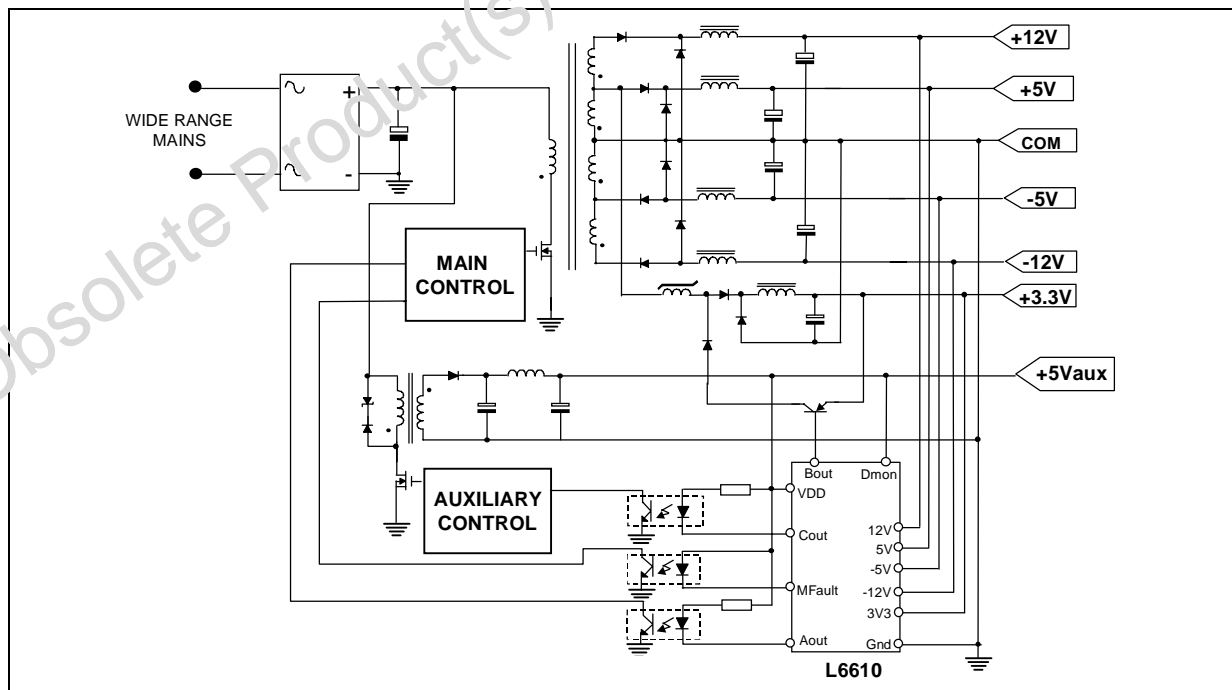 Obsolete Product(s)
+12V
+5V
COM
-5V
-12V
+3.3V
+5Vaux
WIDE RANGE
MAINS
+
-
MAIN
CONTROL
AUXILIARY
CONTROL
Bout
Dmon
VDD
Cout
MFault
Aout
12V
5V
-5V
-12V
3V3
Gnd
L6610